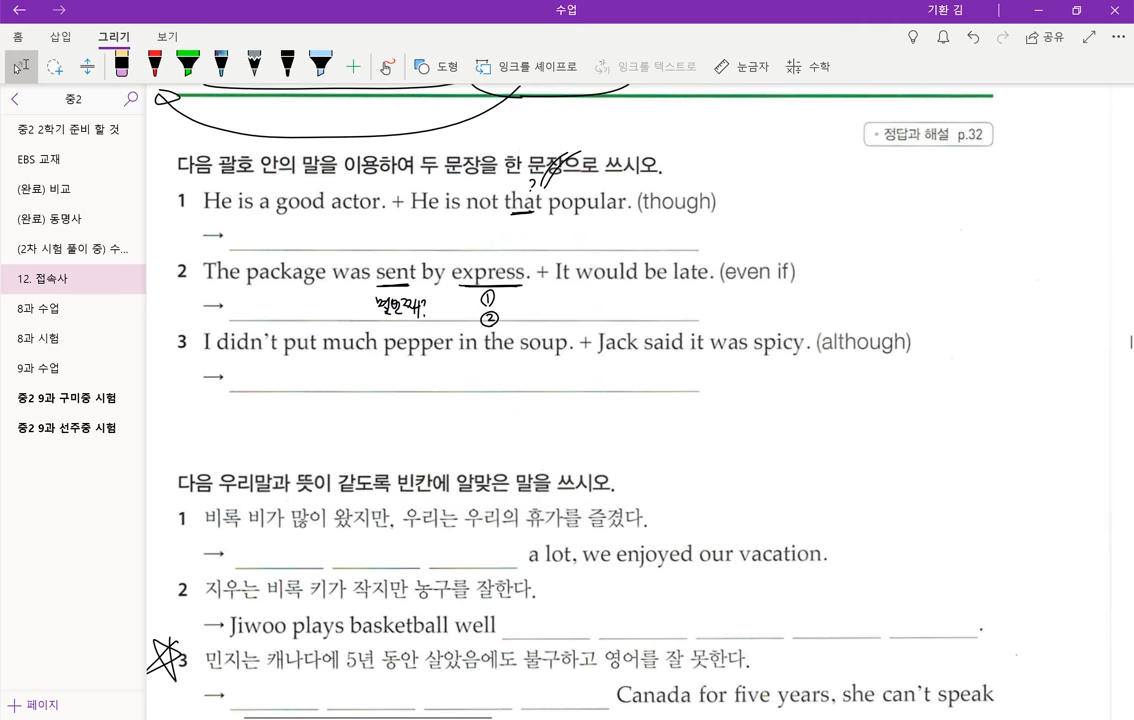 수업
기환 김
홈 삽입 그리기 보기
도형 잉크를 셰이프로 잉크를 텍스트로 눈금자 수학 공유
중2
중2 2학기 준비 할 것
EBS 교재
(완료) 비교
(완료) 동명사
(2차 시험 풀이 중) 수...
12. 접속사
8과 수업
8과 시험
9과 수업
중2 9과 구미중 시험
중2 9과 선주중 시험
페이지
• 정답과 해설 p.32
다음 괄호 안의 말을 이용하여 두 문장을 한 문장으로 쓰시오.
?
1 He is a good actor. + He is not that popular. (though)
→
2 The package was sent by express. + It would be late. (even if)
몇번째? ①
→
②
3 I didn't put much pepper in the soup. + Jack said it was spicy. (although)
→
다음 우리말과 뜻이 같도록 빈칸에 알맞은 말을 쓰시오.
1 비록 비가 많이 왔지만, 우리는 우리의 휴가를 즐겼다.
→ a lot, we enjoyed our vacation.
2 지우는 비록 키가 작지만 농구를 잘한다.
→ Jiwoo plays basketball well .
3 민지는 캐나다에 5년 동안 살았음에도 불구하고 영어를 잘 못한다.
→ Canada for five years, she can't speak